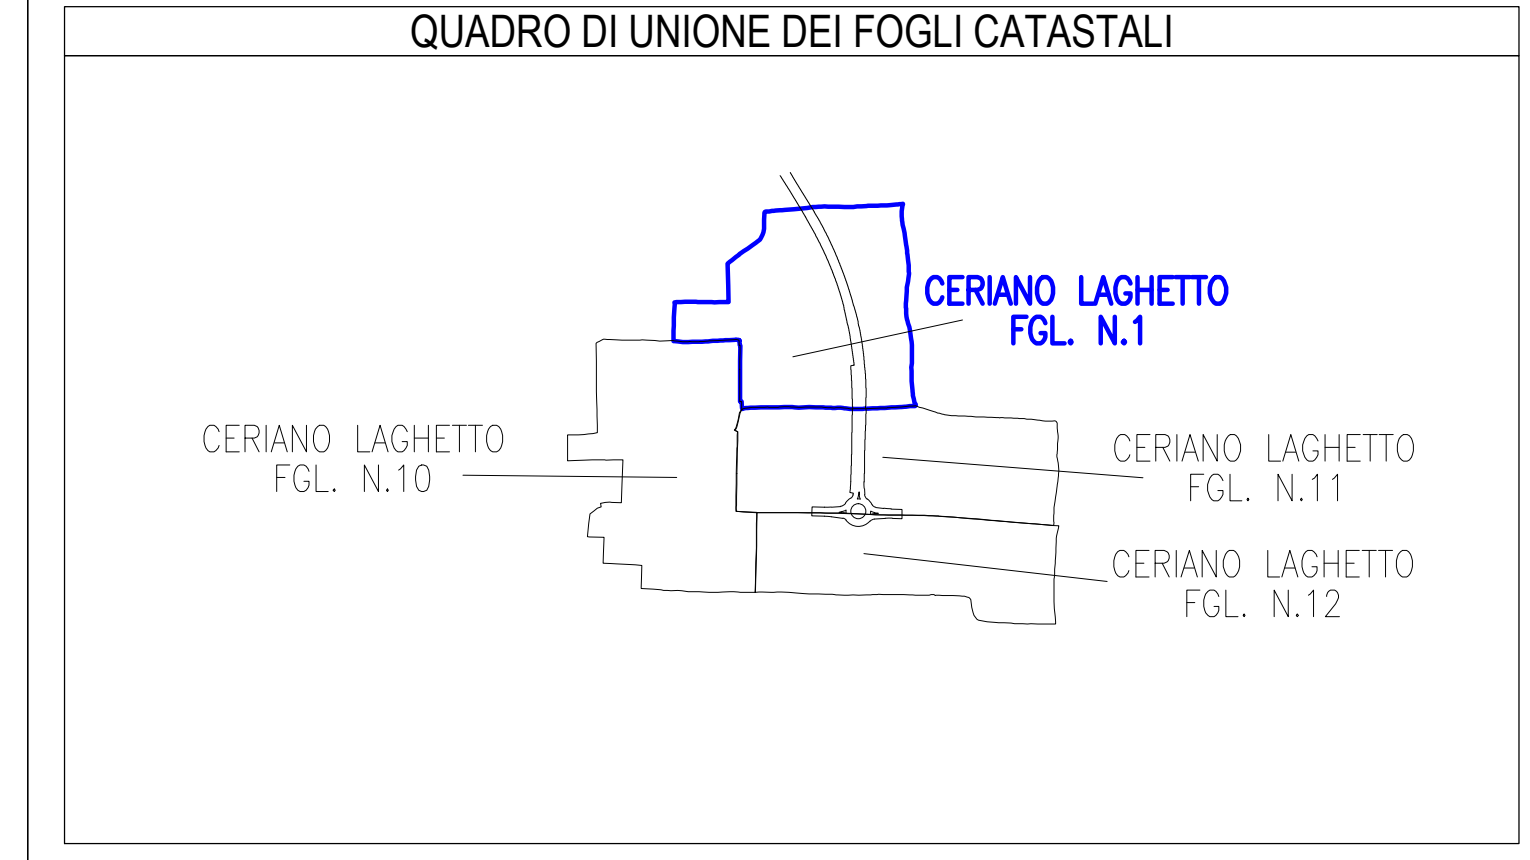 QUADRO DI UNIONE DEI FOGLI CATASTALI
CERIANO LAGHETTO
FGL. N.1
CERIANO LAGHETTO
FGL. N.10
CERIANO LAGHETTO
FGL. N.11
CERIANO LAGHETTO
FGL. N.12